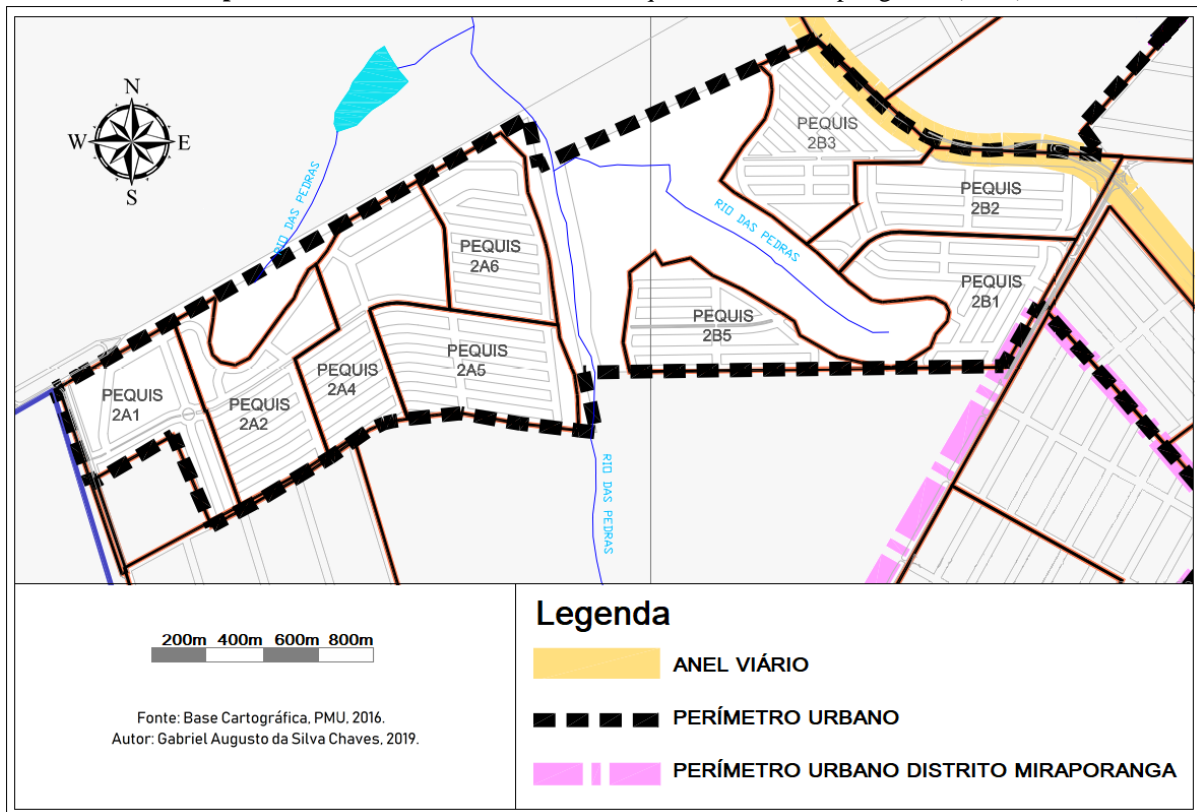 N
W
E
S
RIO DAS PEDRAS
PEQUIS
2B3
PEQUIS
2B2
RIO DAS PEDRAS
PEQUIS
2A6
PEQUIS
2B1
PEQUIS
2B5
PEQUIS
2A5
PEQUIS
2A4
PEQUIS
2A1
PEQUIS
2A2
RIO DAS PEDRAS
200m 400m 600m 800m
Fonte: Base Cartográfica, PMU, 2016.
Autor: Gabriel Augusto da Silva Chaves, 2019.
Legenda
ANEL VIÁRIO
PERÍMETRO URBANO
PERÍMETRO URBANO DISTRITO MIRAPORANGA